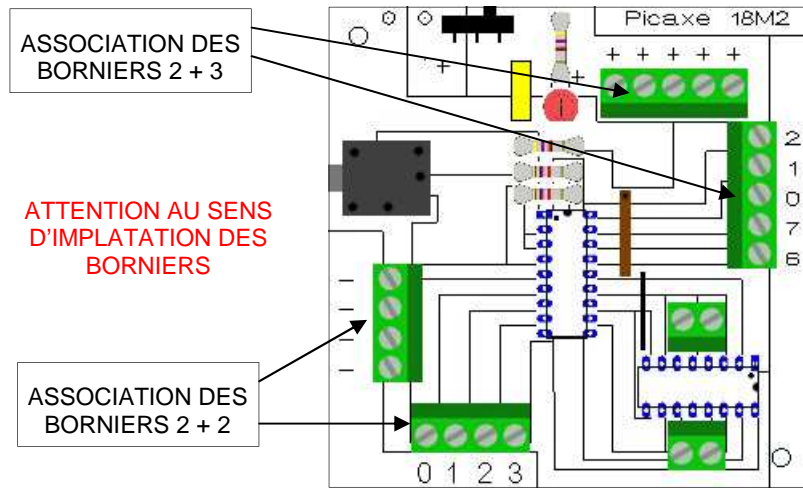 Picaxe 18M2
ASSOCIATION DES
BORNIERS 2 + 3
+ + + + +
+
+
2
1
0
7
6
ATTENTION AU SENS
D'IMPLATATION DES
BORNIERS
–
–
–
–
ASSOCIATION DES
BORNIERS 2 + 2
0 1 2 3